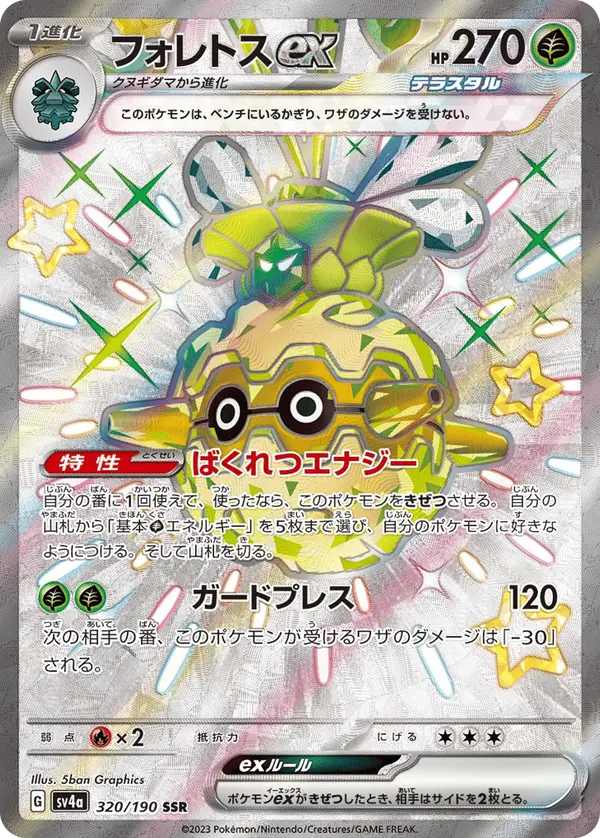 1進化
フォレトスex
HP 270
クヌギダマから進化
テラスタル
このポケモンは、ベンチにいるかぎり、ワザのダメージを受けない。
特性 ばくれつエナジー
自分の番に1回使えて、使ったなら、このポケモンをきぜつさせる。自分の
山札から「基本エネルギー」を5枚まで選び、自分のポケモンに好きな
ようにつける。そして山札を切る。
ガードプレス 120
次の相手の番、このポケモンが受けるワザのダメージは「-30」
される。
弱点 ×2 抵抗力 にげる
Illus. 5ban Graphics
exルール
G sv4a 320/190 SSR
ポケモンexがきぜつしたとき、相手はサイドを2枚とる。
©2023 Pokémon/Nintendo/Creatures/GAME FREAK.